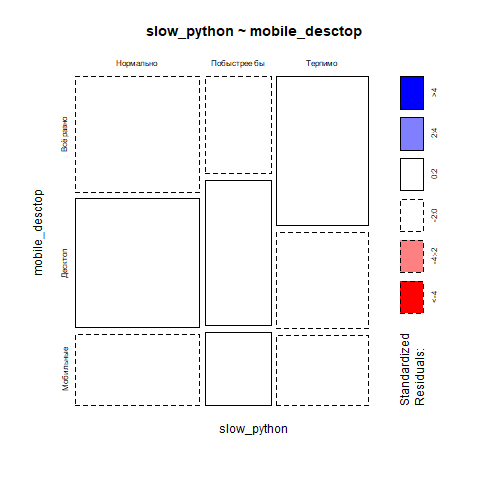 slow_python ~ mobile_desctop
Нормально
Побыстрее бы
Терпимо
Всё равно
Десктоп
Мобильные
mobile_desctop
slow_python
>4
2:4
0:2
-2:0
-4:-2
<-4
Standardized
Residuals: